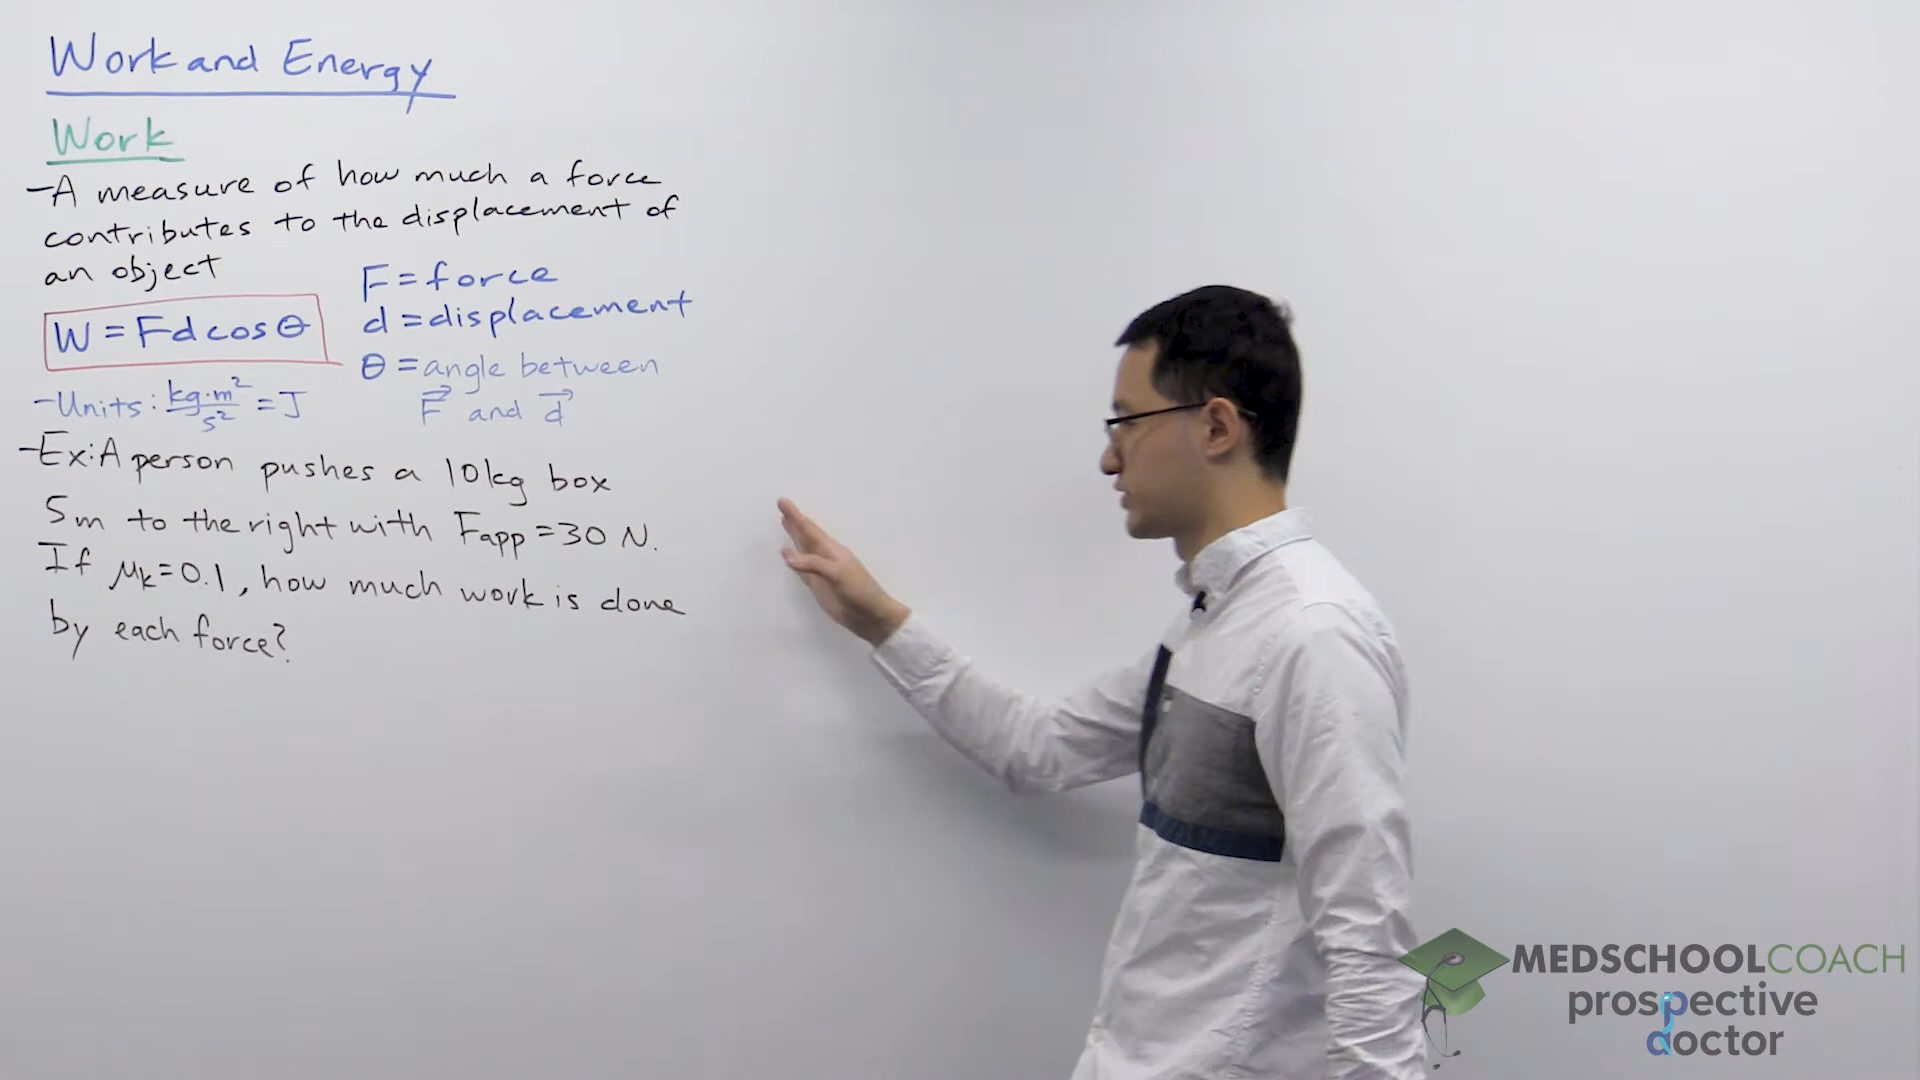 Work and Energy
Work
-A measure of how much a force
contributes to the displacement of
an object
W = Fd cos θ
F = force
d = displacement
θ = angle between
F⃗ and d⃗
-Units: kg·m²/s² = J
-Ex: A person pushes a 10kg box
5m to the right with Fapp = 30 N.
If μk = 0.1, how much work is done
by each force?
MEDSCHOOLCOACH
prospective
doctor